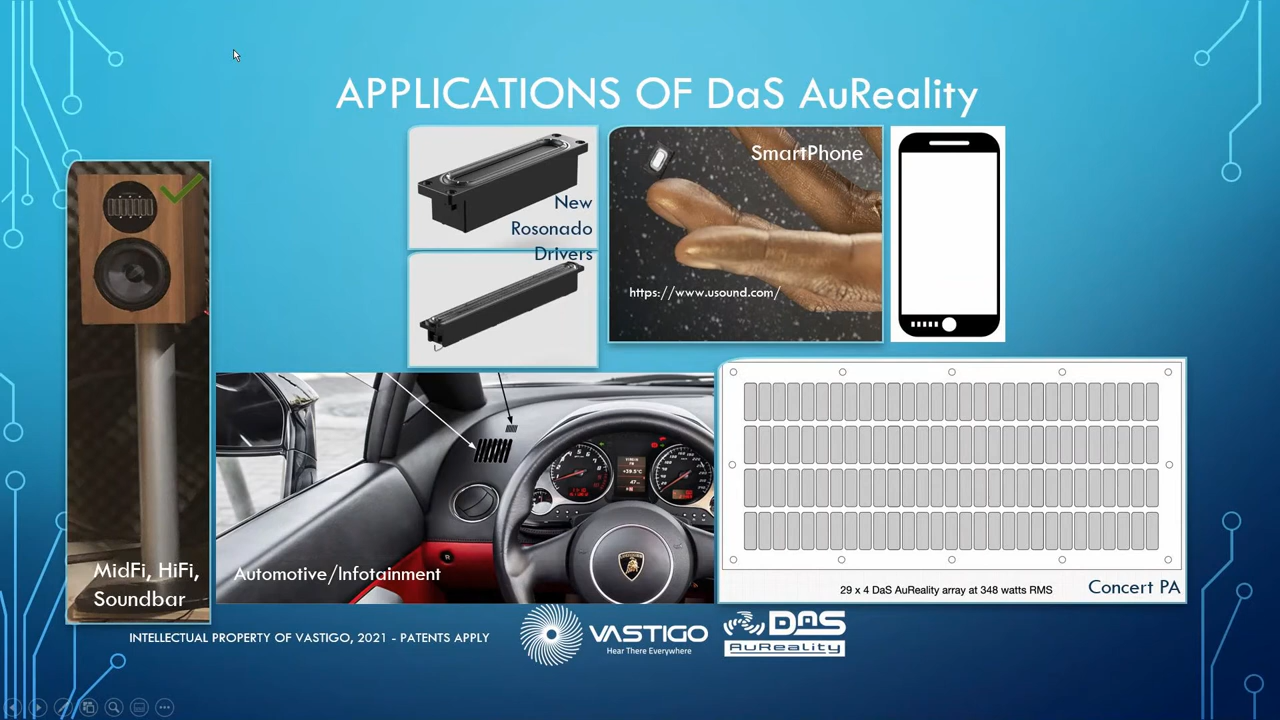 APPLICATIONS OF DaS AuReality
New
Rosonado
Drivers
SmartPhone
https://www.usound.com/
MidFi, HiFi,
Soundbar
Automotive/Infotainment
29 x 4 DaS AuReality array at 348 watts RMS
Concert PA
INTELLECTUAL PROPERTY OF VASTIGO, 2021 - PATENTS APPLY
VASTIGO
Hear There Everywhere
DAS
AuReality